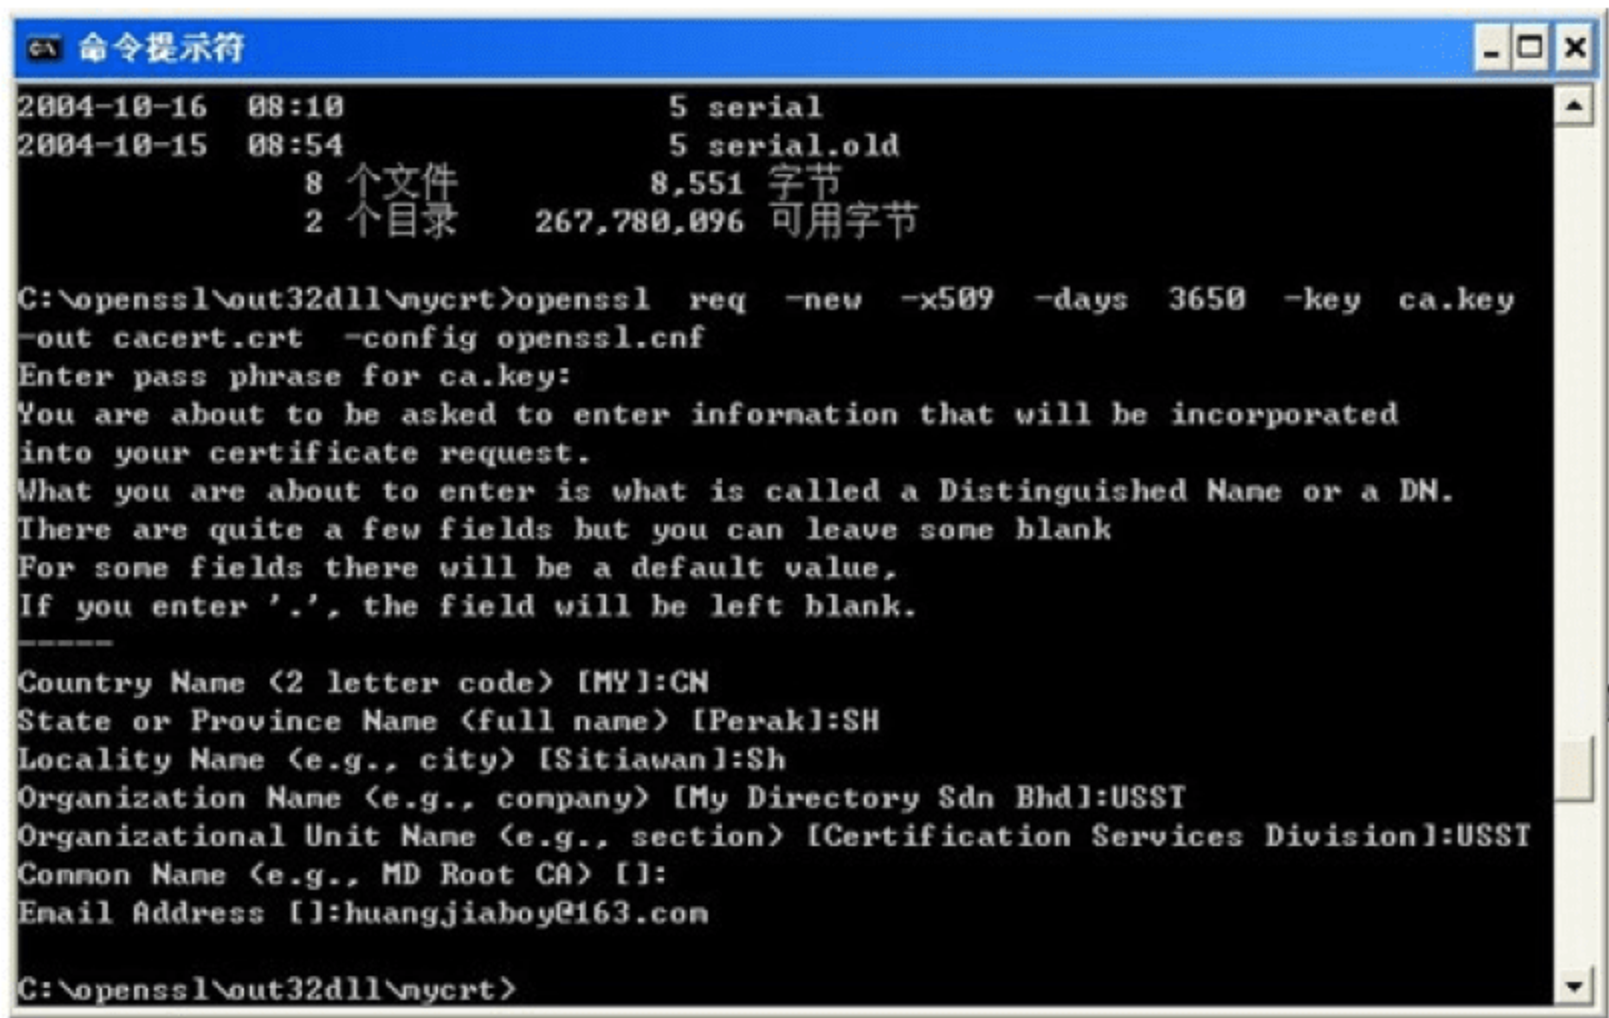 命令提示符
2004-10-16  08:10                 5 serial
2004-10-15  08:54                 5 serial.old
8 个文件          8,551 字节
2 个目录    267,780,096 可用字节
C:\openssl\out32dll\mycrt>openssl  req  -new  -x509  -days  3650  -key  ca.key
-out cacert.crt  -config openssl.cnf
Enter pass phrase for ca.key:
You are about to be asked to enter information that will be incorporated
into your certificate request.
What you are about to enter is what is called a Distinguished Name or a DN.
There are quite a few fields but you can leave some blank
For some fields there will be a default value,
If you enter '.', the field will be left blank.
-----
Country Name (2 letter code) [MY]:CN
State or Province Name (full name) [Perak]:SH
Locality Name (e.g., city) [Sitiawan]:Sh
Organization Name (e.g., company) [My Directory Sdn Bhd]:USST
Organizational Unit Name (e.g., section) [Certification Services Division]:USST
Common Name (e.g., MD Root CA) []:
Email Address []:huangjiaboy@163.com
C:\openssl\out32dll\mycrt>